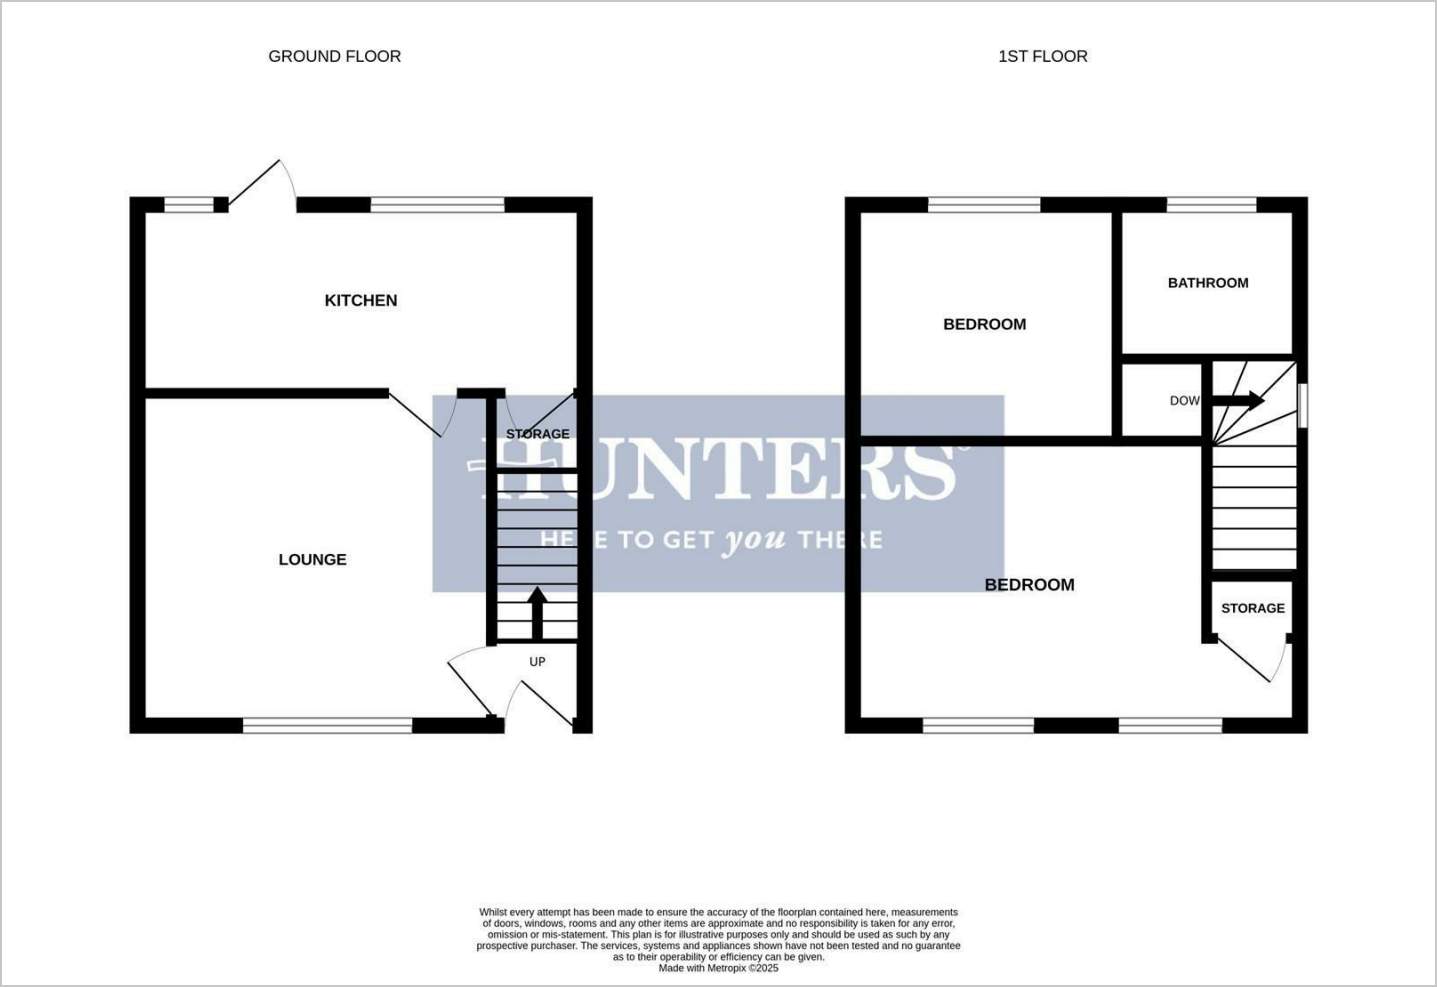 GROUND FLOOR
1ST FLOOR
KITCHEN
BATHROOM
BEDROOM
DOW
STORAGE
HUNTERS®
HERE TO GET you THERE
LOUNGE
BEDROOM
STORAGE
UP
Whilst every attempt has been made to ensure the accuracy of the floorplan contained here, measurements
of doors, windows, rooms and any other items are approximate and no responsibility is taken for any error,
omission or mis-statement. This plan is for illustrative purposes only and should be used as such by any
prospective purchaser. The services, systems and appliances shown have not been tested and no guarantee
as to their operability or efficiency can be given.
Made with Metropix ©2025